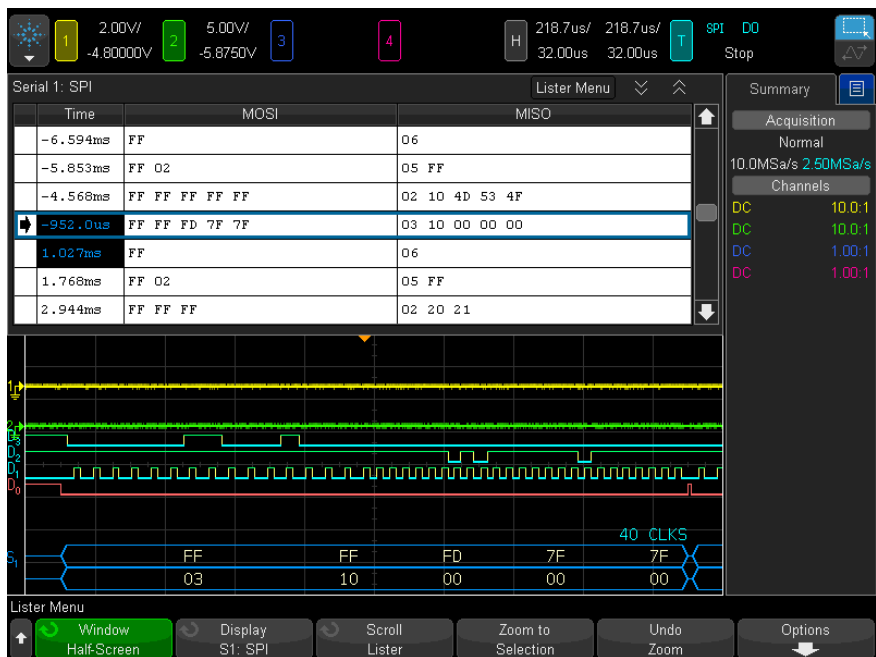 1 2.00V/ -4.80000V 2 5.00V/ -5.8750V 3 4 H 218.7us/ 32.00us 218.7us/ 32.00us T SPI D0 Stop
Serial 1: SPI Lister Menu
Time MOSI MISO
-6.594ms FF 06
-5.853ms FF 02 05 FF
-4.568ms FF FF FF FF FF 02 10 4D 53 4F
-952.0us FF FF FD 7F 7F 03 10 00 00 00
1.027ms FF 06
1.768ms FF 02 05 FF
2.944ms FF FF FF 02 20 21
Summary
Acquisition
Normal
10.0MSa/s 2.50MSa/s
Channels
DC 10.0:1
DC 10.0:1
DC 1.00:1
DC 1.00:1
1
2
D3
D2
D1
D0
40 CLKS
S1
FF FF FD 7F 7F
03 10 00 00 00
Lister Menu
Window Half-Screen
Display S1: SPI
Scroll Lister
Zoom to Selection
Undo Zoom
Options